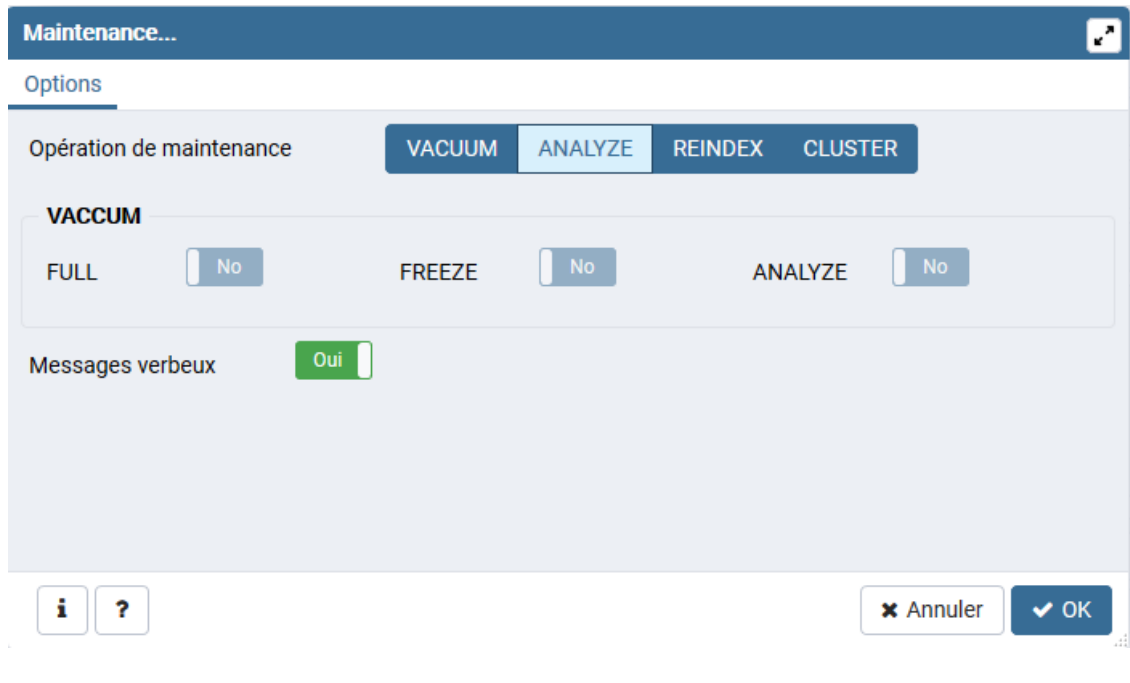 Maintenance...
Options
Opération de maintenance VACUUM ANALYZE REINDEX CLUSTER
VACCUM
FULL No FREEZE No ANALYZE No
Messages verbeux Oui
i ? Annuler OK